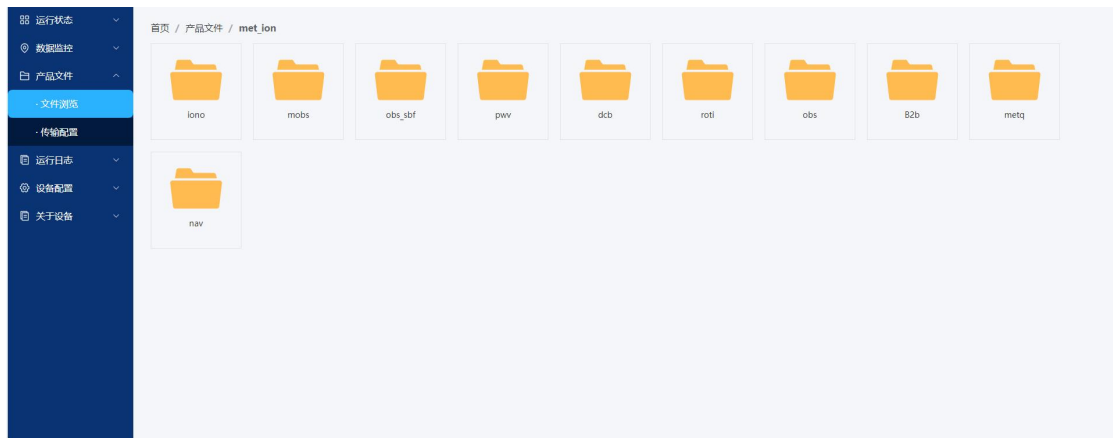 运行状态
数据监控
产品文件
· 文件浏览
· 传输配置
运行日志
设备配置
关于设备
首页 / 产品文件 / met_ion
iono
mobs
obs_sbf
pwv
dcb
roti
obs
B2b
metq
nav